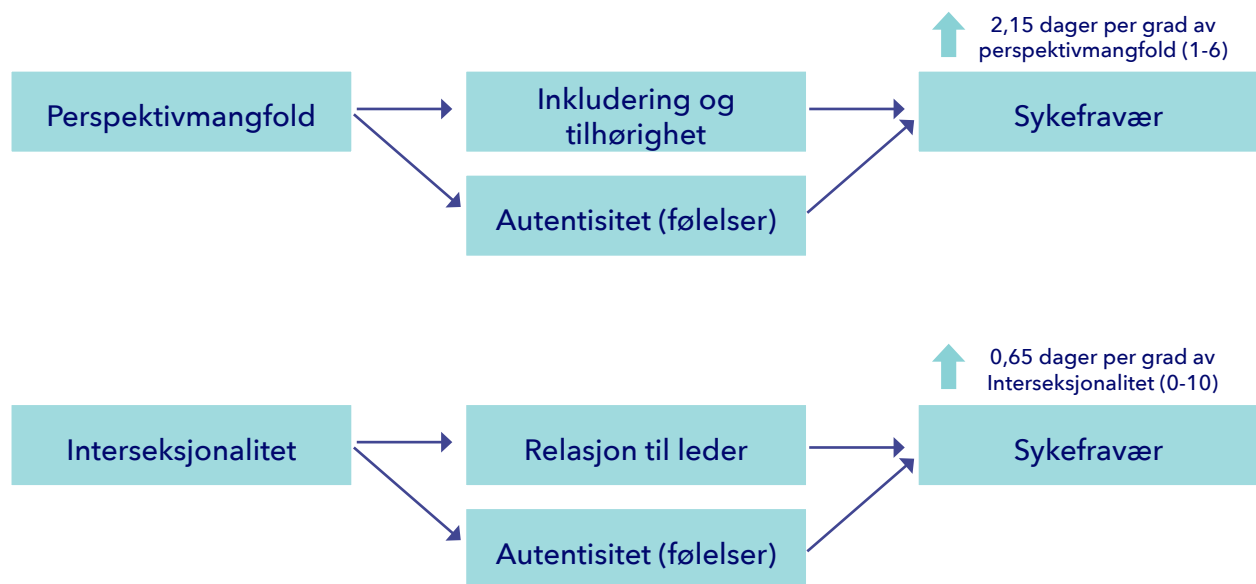 2,15 dager per grad av
perspektivmangfold (1-6)
Perspektivmangfold
Inkludering og
tilhørighet
Sykefravær
Autentisitet (følelser)
0,65 dager per grad av
Interseksjonalitet (0-10)
Interseksjonalitet
Relasjon til leder
Sykefravær
Autentisitet (følelser)